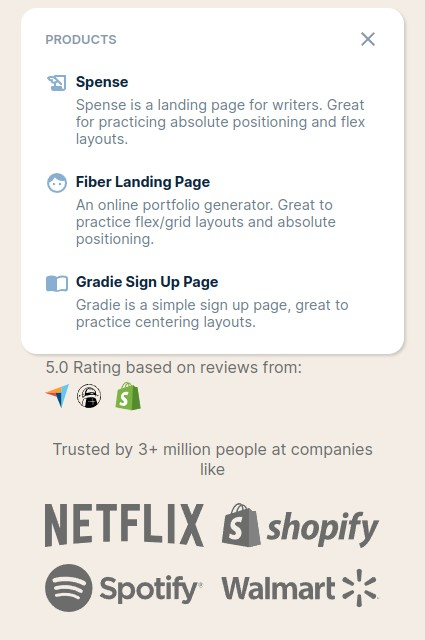 PRODUCTS
Spense
Spense is a landing page for writers. Great
for practicing absolute positioning and flex
layouts.
Fiber Landing Page
An online portfolio generator. Great to
practice flex/grid layouts and absolute
positioning.
Gradie Sign Up Page
Gradie is a simple sign up page, great to
practice centering layouts.
5.0 Rating based on reviews from:
Trusted by 3+ million people at companies
like
NETFLIX
shopify
Spotify®
Walmart